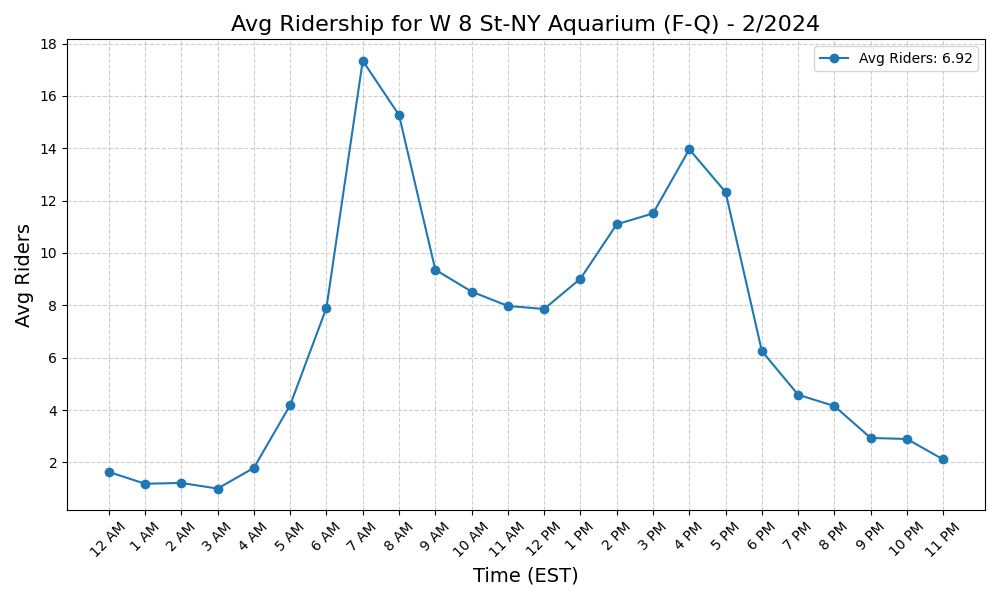 Avg Ridership for W 8 St-NY Aquarium (F-Q) - 2/2024
Avg Riders: 6.92
18
16
14
12
10
8
6
4
2
Avg Riders
12 AM
1 AM
2 AM
3 AM
4 AM
5 AM
6 AM
7 AM
8 AM
9 AM
10 AM
11 AM
12 PM
1 PM
2 PM
3 PM
4 PM
5 PM
6 PM
7 PM
8 PM
9 PM
10 PM
11 PM
Time (EST)